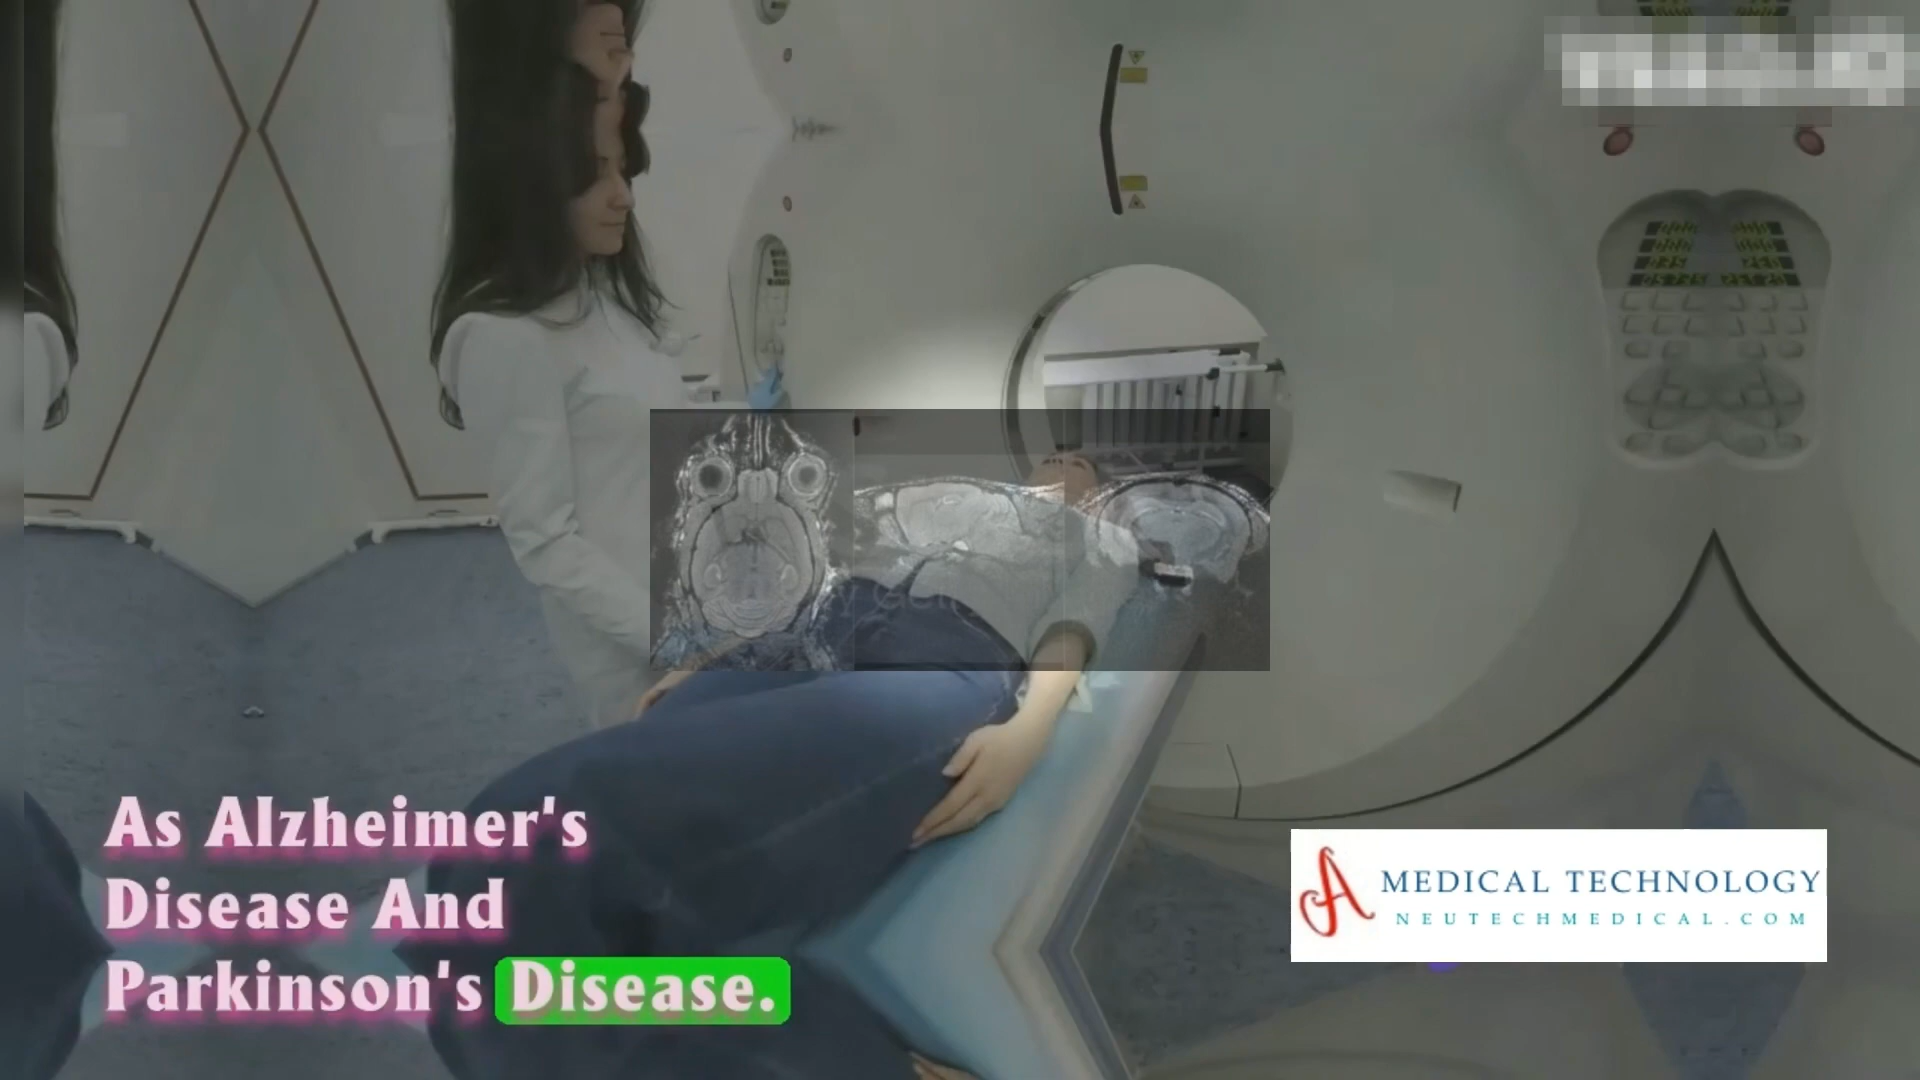 As Alzheimer's
Disease And
Parkinson's Disease.
A MEDICAL TECHNOLOGY
NEUTECHMEDICAL.COM